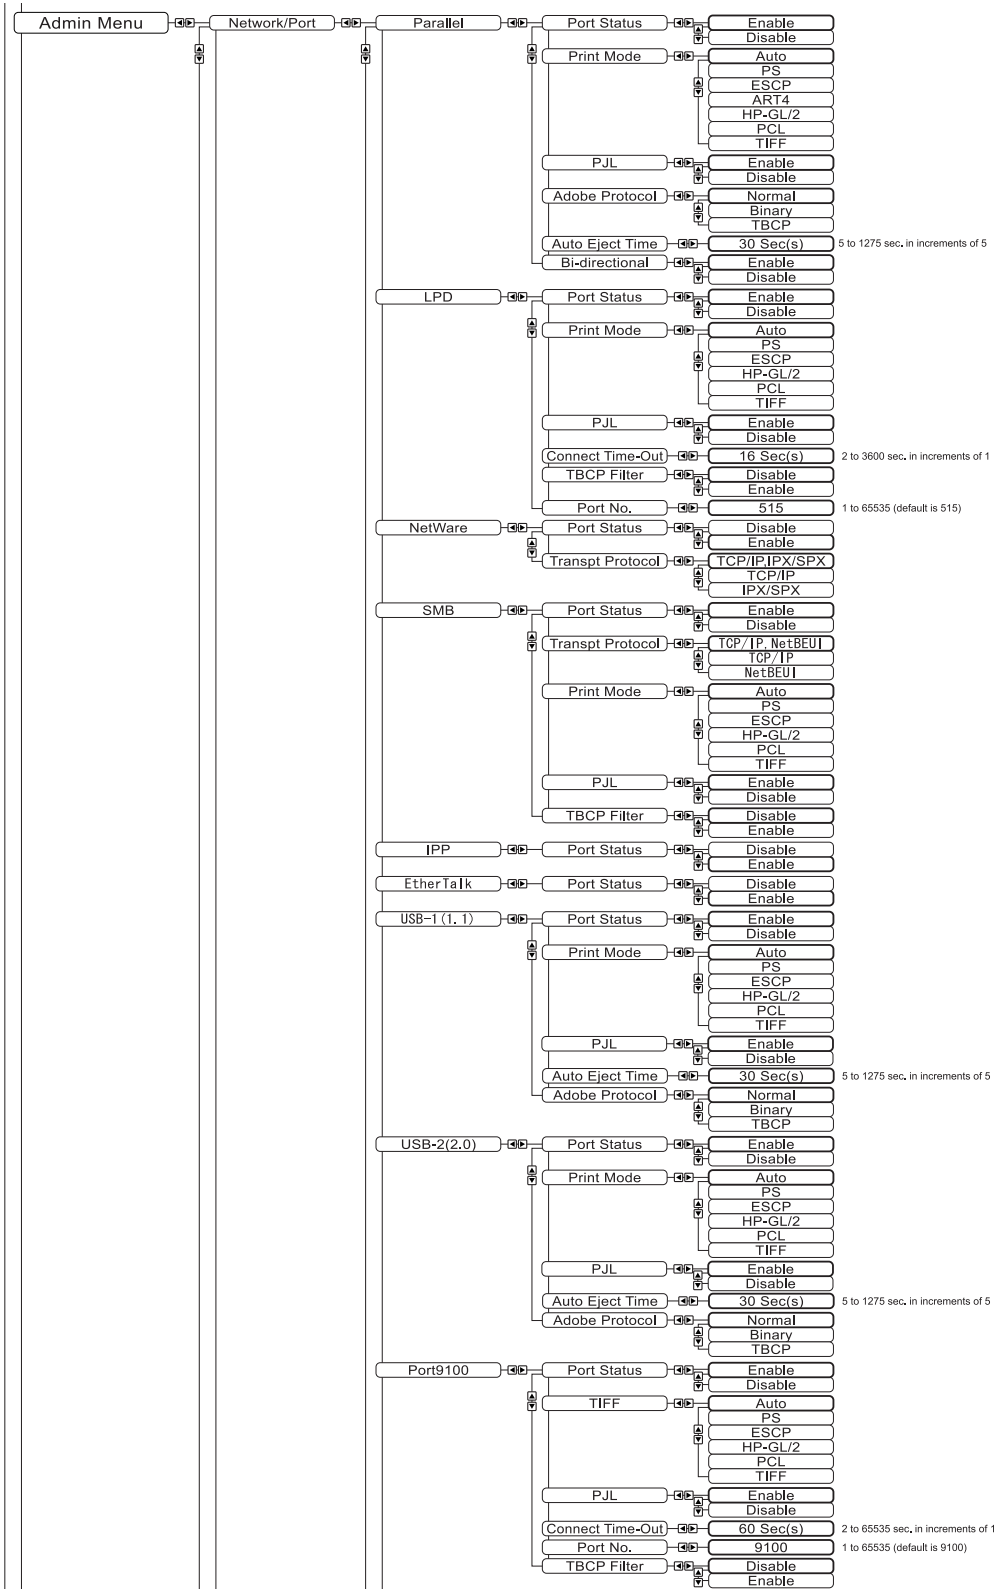 Admin Menu
Network/Port
Parallel
Port Status
Enable
Disable
Print Mode
Auto
PS
ESCP
ART4
HP-GL/2
PCL
TIFF
PJL
Enable
Disable
Adobe Protocol
Normal
Binary
TBCP
Auto Eject Time
30 Sec(s)
5 to 1275 sec. in increments of 5
Bi-directional
Enable
Disable
LPD
Port Status
Enable
Disable
Print Mode
Auto
PS
ESCP
HP-GL/2
PCL
TIFF
PJL
Enable
Disable
Connect Time-Out
16 Sec(s)
2 to 3600 sec. in increments of 1
TBCP Filter
Disable
Enable
Port No.
515
1 to 65535 (default is 515)
NetWare
Port Status
Disable
Enable
Transpt Protocol
TCP/IP,IPX/SPX
TCP/IP
IPX/SPX
SMB
Port Status
Enable
Disable
Transpt Protocol
TCP/IP,NetBEUI
TCP/IP
NetBEUI
Print Mode
Auto
PS
ESCP
HP-GL/2
PCL
TIFF
PJL
Enable
Disable
TBCP Filter
Disable
Enable
IPP
Port Status
Disable
Enable
EtherTalk
Port Status
Disable
Enable
USB-1(1.1)
Port Status
Enable
Disable
Print Mode
Auto
PS
ESCP
HP-GL/2
PCL
TIFF
PJL
Enable
Disable
Auto Eject Time
30 Sec(s)
5 to 1275 sec. in increments of 5
Adobe Protocol
Normal
Binary
TBCP
USB-2(2.0)
Port Status
Enable
Disable
Print Mode
Auto
PS
ESCP
HP-GL/2
PCL
TIFF
PJL
Enable
Disable
Auto Eject Time
30 Sec(s)
5 to 1275 sec. in increments of 5
Adobe Protocol
Normal
Binary
TBCP
Port9100
Port Status
Enable
Disable
TIFF
Auto
PS
ESCP
HP-GL/2
PCL
TIFF
PJL
Enable
Disable
Connect Time-Out
60 Sec(s)
2 to 65535 sec. in increments of 1
Port No.
9100
1 to 65535 (default is 9100)
TBCP Filter
Disable
Enable